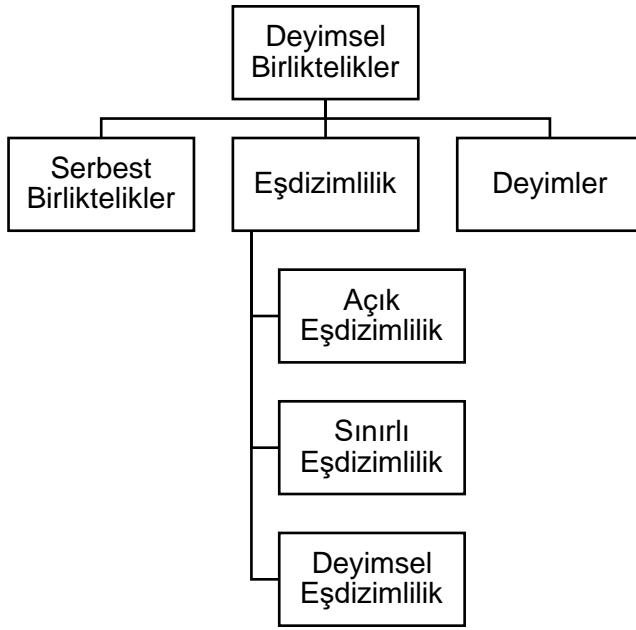 Deyimsel
Birliktelikler
Serbest
Birliktelikler
Eşdizimlilik
Deyimler
Açık
Eşdizimlilik
Sınırlı
Eşdizimlilik
Deyimsel
Eşdizimlilik